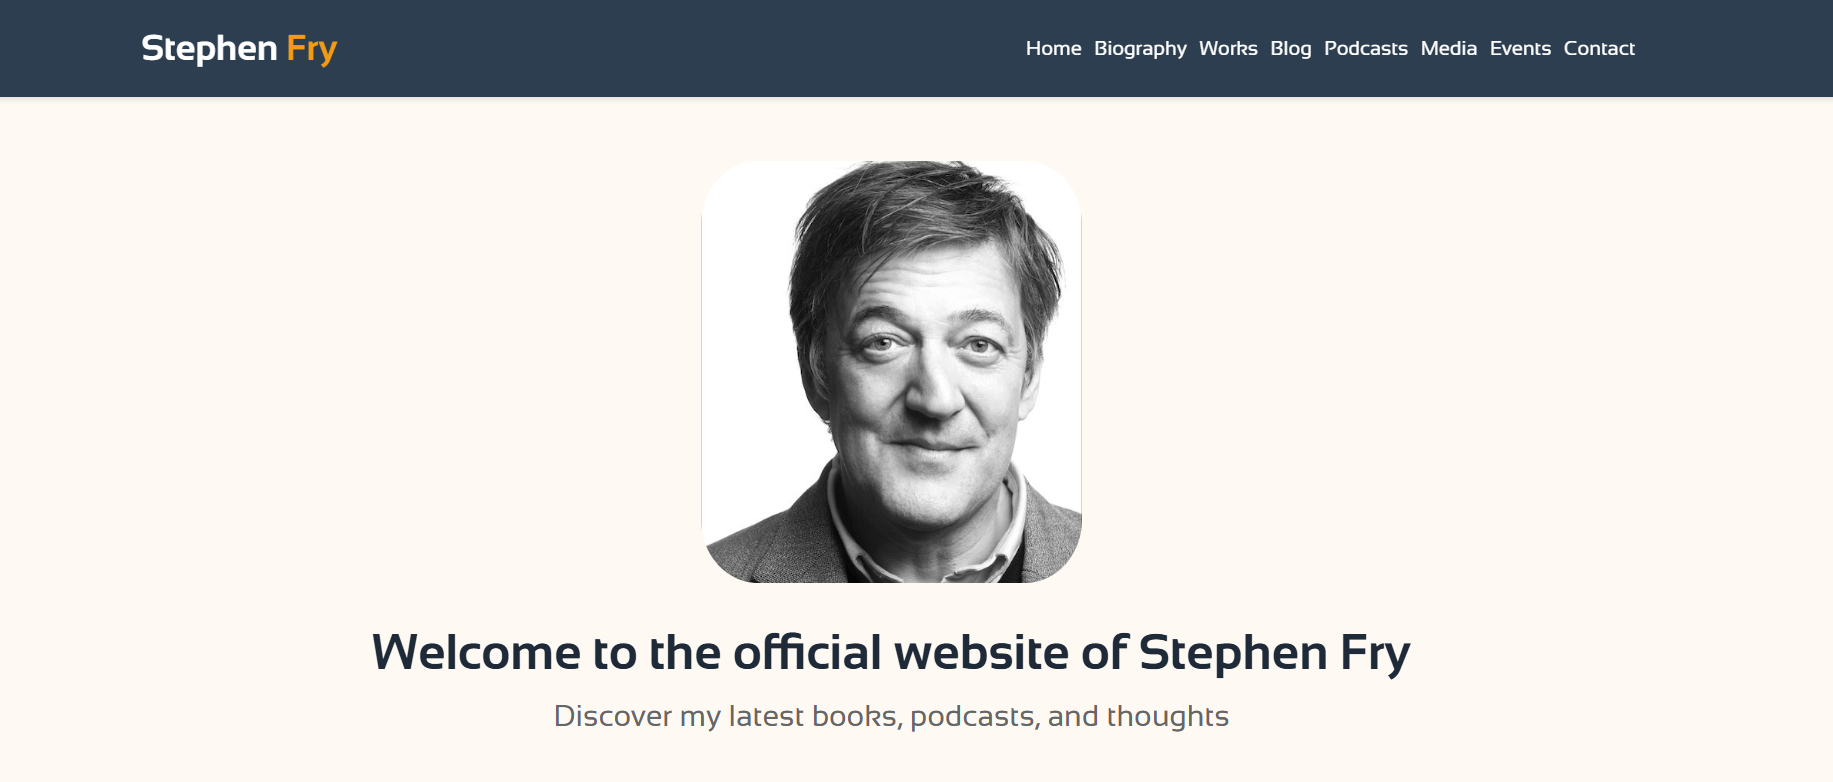 Stephen Fry
Home Biography Works Blog Podcasts Media Events Contact
Welcome to the official website of Stephen Fry
Discover my latest books, podcasts, and thoughts